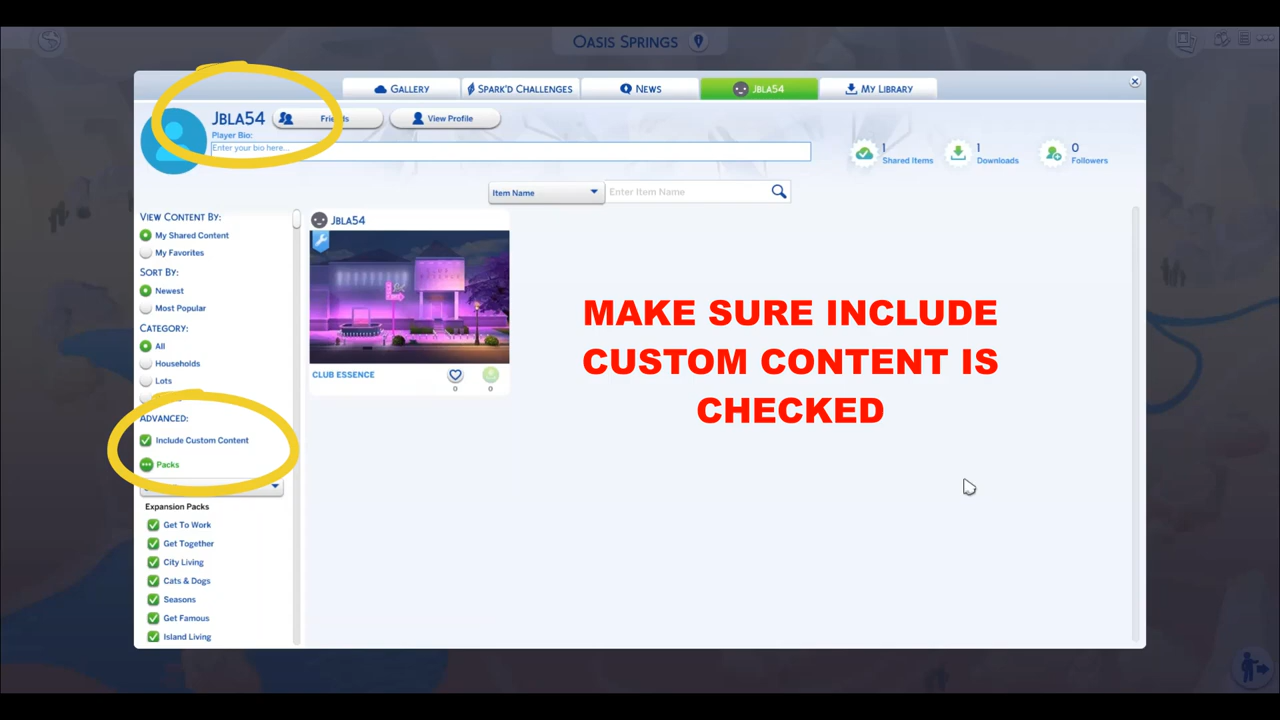 OASIS SPRINGS
GALLERY
SPARK'D CHALLENGES
NEWS
JBLA54
MY LIBRARY
JBLA54
Friends
View Profile
Player Bio:
Enter your bio here...
1
Shared Items
1
Downloads
0
Followers
Item Name
Enter Item Name
VIEW CONTENT BY:
My Shared Content
My Favorites
SORT BY:
Newest
Most Popular
CATEGORY:
All
Households
Lots
ADVANCED:
Include Custom Content
Packs
Expansion Packs
Get To Work
Get Together
City Living
Cats & Dogs
Seasons
Get Famous
Island Living
JBLA54
CLUB ESSENCE
0
0
MAKE SURE INCLUDE
CUSTOM CONTENT IS
CHECKED